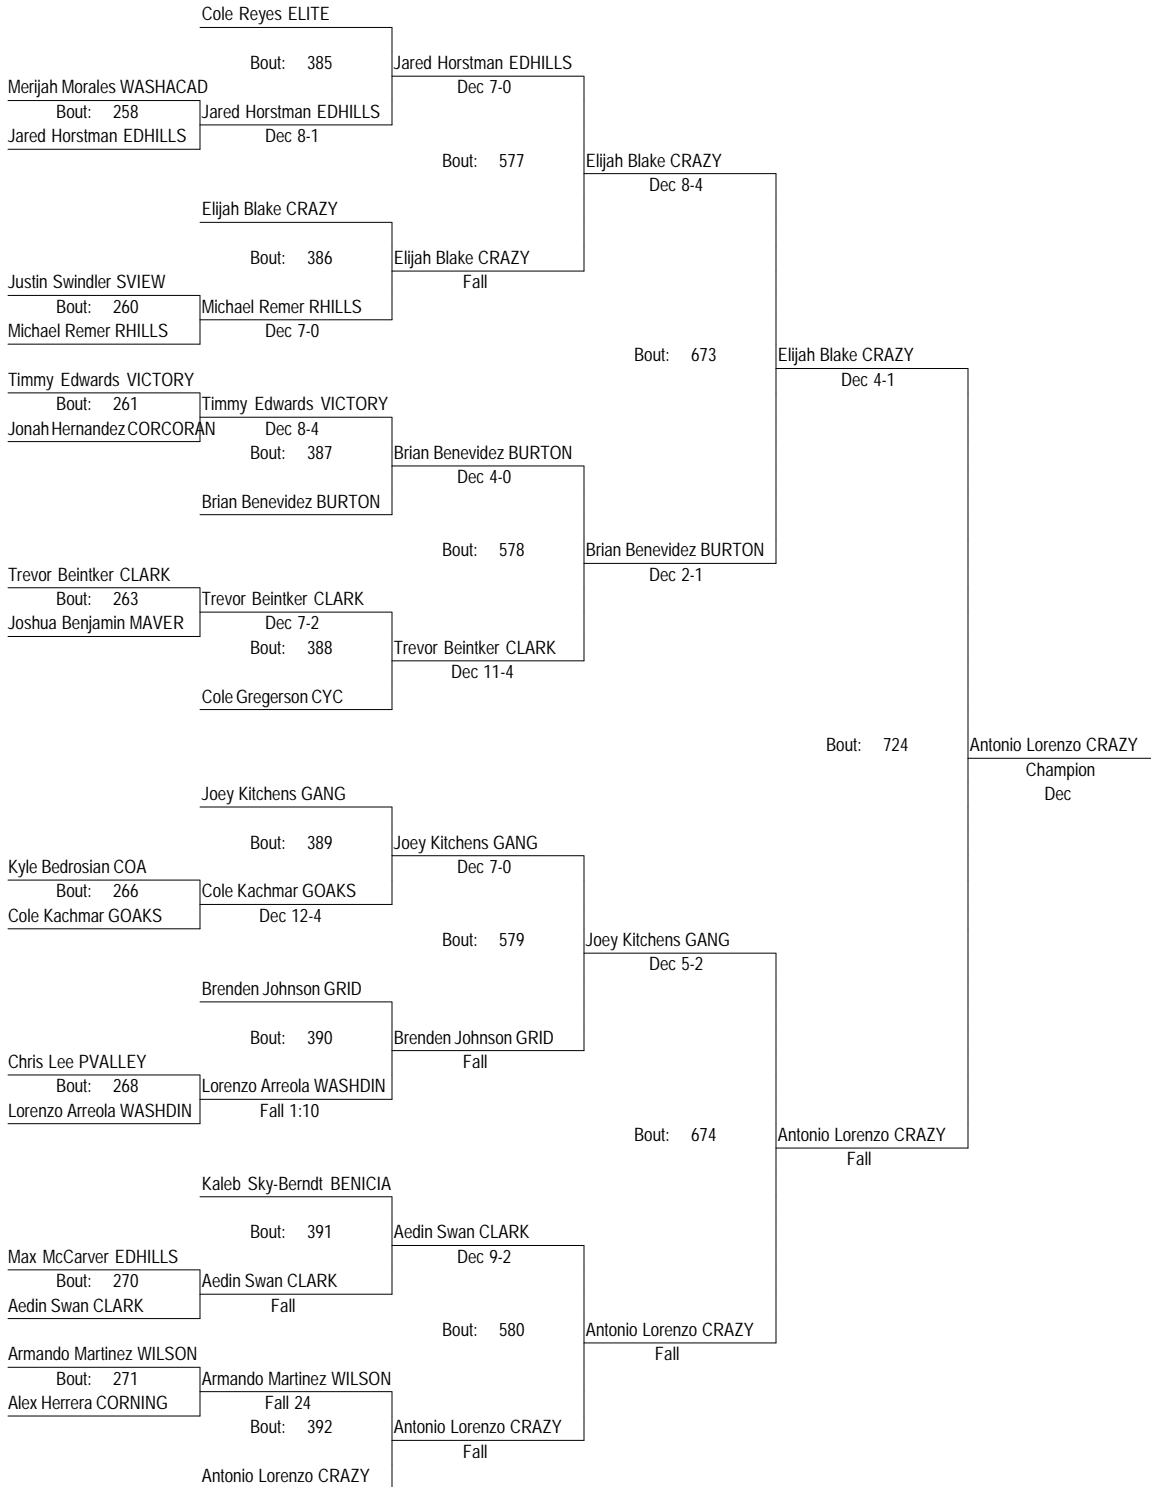 Cole Reyes ELITE
Bout: 385
Jared Horstman EDHILLS
Merijah Morales WASHACAD
Dec 7-0
Bout: 258
Jared Horstman EDHILLS
Jared Horstman EDHILLS
Dec 8-1
Bout: 577
Elijah Blake CRAZY
Dec 8-4
Elijah Blake CRAZY
Bout: 386
Elijah Blake CRAZY
Justin Swindler SVIEW
Fall
Bout: 260
Michael Remer RHILLS
Michael Remer RHILLS
Dec 7-0
Bout: 673
Elijah Blake CRAZY
Timmy Edwards VICTORY
Dec 4-1
Bout: 261
Timmy Edwards VICTORY
Jonah Hernandez CORCORAN
Dec 8-4
Bout: 387
Brian Benevidez BURTON
Dec 4-0
Brian Benevidez BURTON
Bout: 578
Brian Benevidez BURTON
Trevor Beintker CLARK
Dec 2-1
Bout: 263
Trevor Beintker CLARK
Joshua Benjamin MAVER
Dec 7-2
Bout: 388
Trevor Beintker CLARK
Dec 11-4
Cole Gregerson CYC
Bout: 724
Antonio Lorenzo CRAZY
Champion
Dec
Joey Kitchens GANG
Bout: 389
Joey Kitchens GANG
Kyle Bedrosian COA
Dec 7-0
Bout: 266
Cole Kachmar GOAKS
Cole Kachmar GOAKS
Dec 12-4
Bout: 579
Joey Kitchens GANG
Dec 5-2
Brenden Johnson GRID
Bout: 390
Brenden Johnson GRID
Chris Lee PVALLEY
Fall
Bout: 268
Lorenzo Arreola WASHDIN
Lorenzo Arreola WASHDIN
Fall 1:10
Bout: 674
Antonio Lorenzo CRAZY
Fall
Kaleb Sky-Berndt BENICIA
Bout: 391
Aedin Swan CLARK
Max McCarver EDHILLS
Dec 9-2
Bout: 270
Aedin Swan CLARK
Aedin Swan CLARK
Fall
Bout: 580
Antonio Lorenzo CRAZY
Armando Martinez WILSON
Fall
Bout: 271
Armando Martinez WILSON
Alex Herrera CORNING
Fall 24
Bout: 392
Antonio Lorenzo CRAZY
Fall
Antonio Lorenzo CRAZY